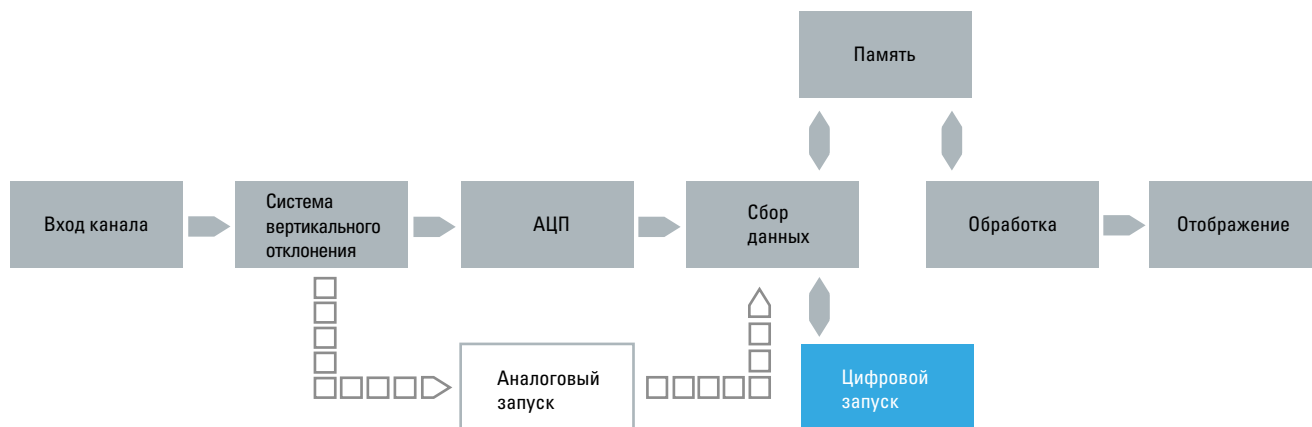 Память
Вход канала
Система
вертикального
отклонения
АЦП
Сбор
данных
Обработка
Отображение
Аналоговый
запуск
Цифровой
запуск